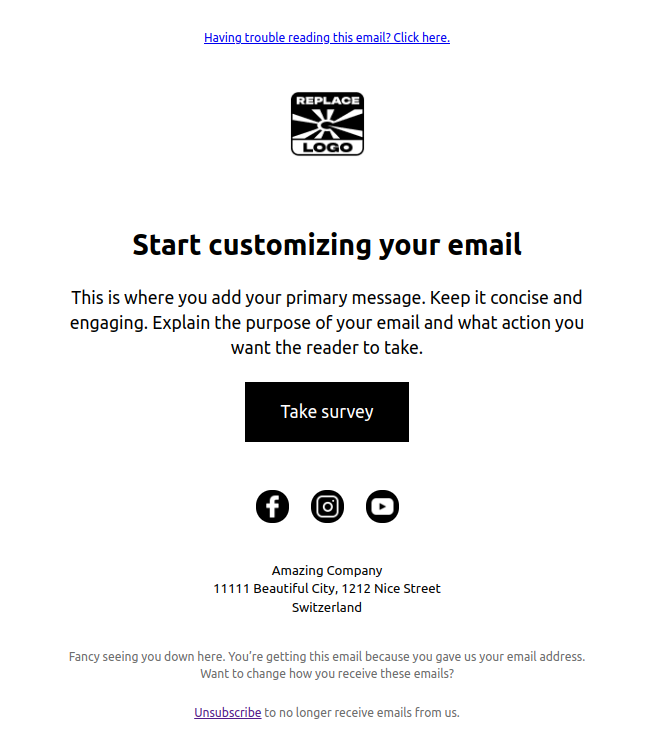 Having trouble reading this email? Click here.
REPLACE
LOGO
Start customizing your email
This is where you add your primary message. Keep it concise and
engaging. Explain the purpose of your email and what action you
want the reader to take.
Take survey
Amazing Company
11111 Beautiful City, 1212 Nice Street
Switzerland
Fancy seeing you down here. You’re getting this email because you gave us your email address.
Want to change how you receive these emails?
Unsubscribe to no longer receive emails from us.